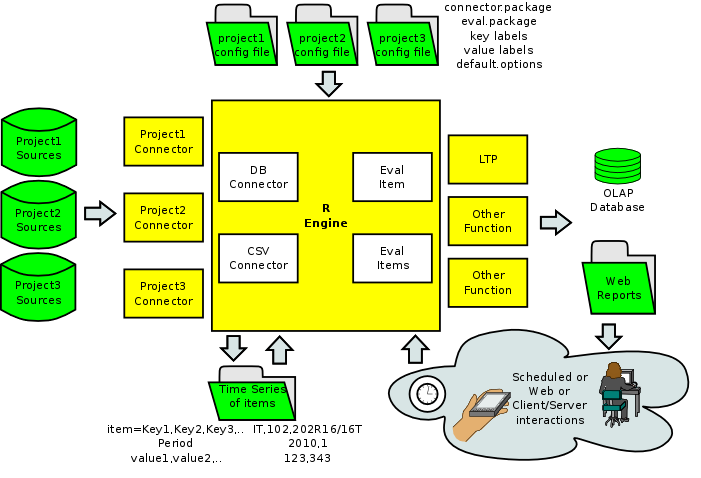 project1
config file
project2
config file
project3
config file
connector.package
eval.package
key labels
value labels
default.options
Project1
Sources
Project2
Sources
Project3
Sources
Project1
Connector
Project2
Connector
Project3
Connector
DB
Connector
CSV
Connector
R
Engine
Eval
Item
Eval
Items
LTP
Other
Function
Other
Function
OLAP
Database
Web
Reports
Time Series
of items
item=Key1,Key2,Key3,..
Period
value1,value2,..
IT,102,202R16/16T
2010,1
123,343
Scheduled or
Web or
Client/Server
interactions